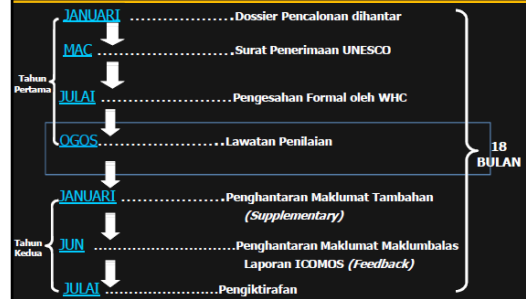 JANUARI ..................Dossier Pencalonan dihantar
MAC ........................Surat Penerimaan UNESCO
Tahun Pertama
JULAI .......................Pengesahan Formal oleh WHC
OGOS.......................Lawatan Penilaian
18 BULAN
JANUARI ..................Penghantaran Maklumat Tambahan
(Supplementary)
Tahun Kedua
JUN ..........................Penghantaran Maklumat Maklumbalas
Laporan ICOMOS (Feedback)
JULAI .......................Pengiktirafan